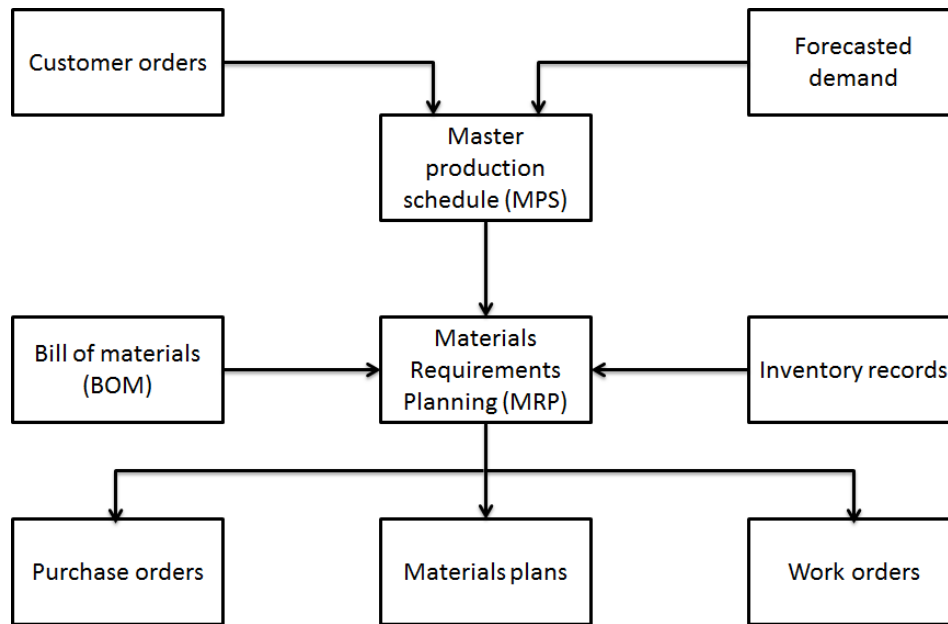 Customer orders
Forecasted
demand
Master
production
schedule (MPS)
Bill of materials
(BOM)
Materials
Requirements
Planning (MRP)
Inventory records
Purchase orders
Materials plans
Work orders